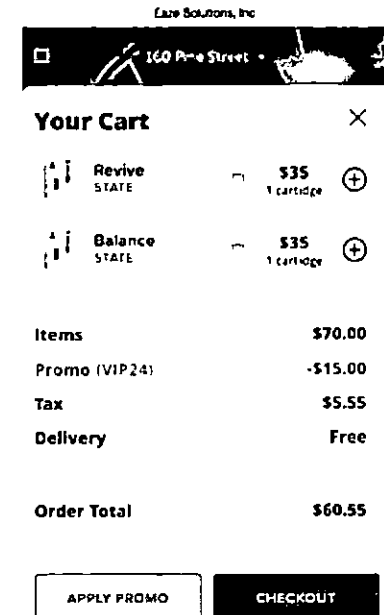 Eaze Solutions, Inc
160 Pine Street
Your Cart
Revive
STATE
$35
1 cartridge
Balance
STATE
$35
1 cartridge
Items $70.00
Promo (VIP24) -$15.00
Tax $5.55
Delivery Free
Order Total $60.55
APPLY PROMO CHECKOUT